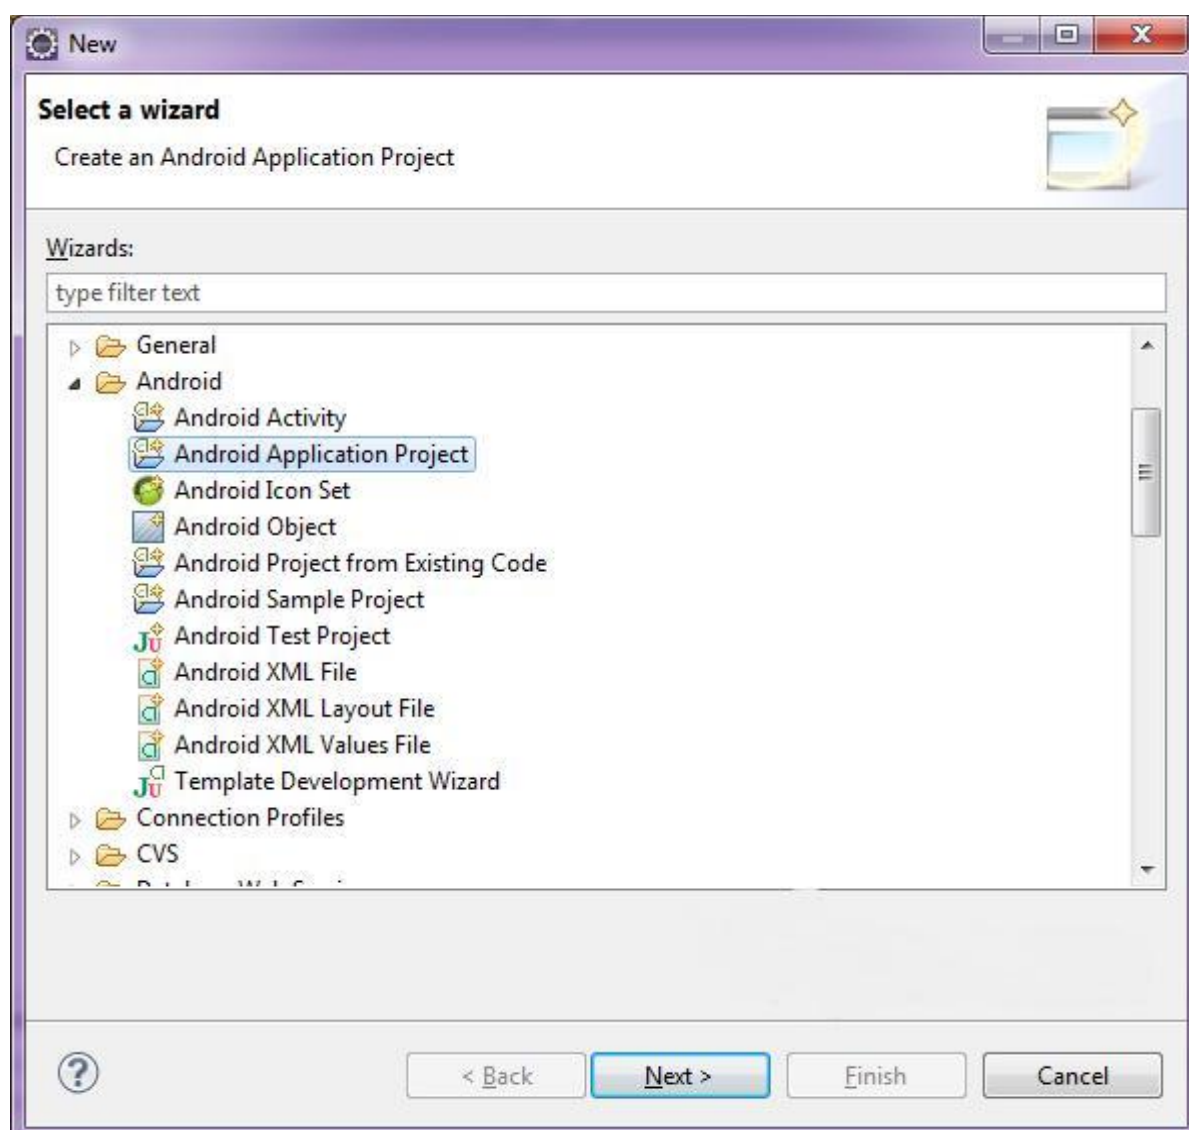 New
Select a wizard
Create an Android Application Project
Wizards:
type filter text
General
Android
Android Activity
Android Application Project
Android Icon Set
Android Object
Android Project from Existing Code
Android Sample Project
Android Test Project
Android XML File
Android XML Layout File
Android XML Values File
Template Development Wizard
Connection Profiles
CVS
< Back Next > Finish Cancel